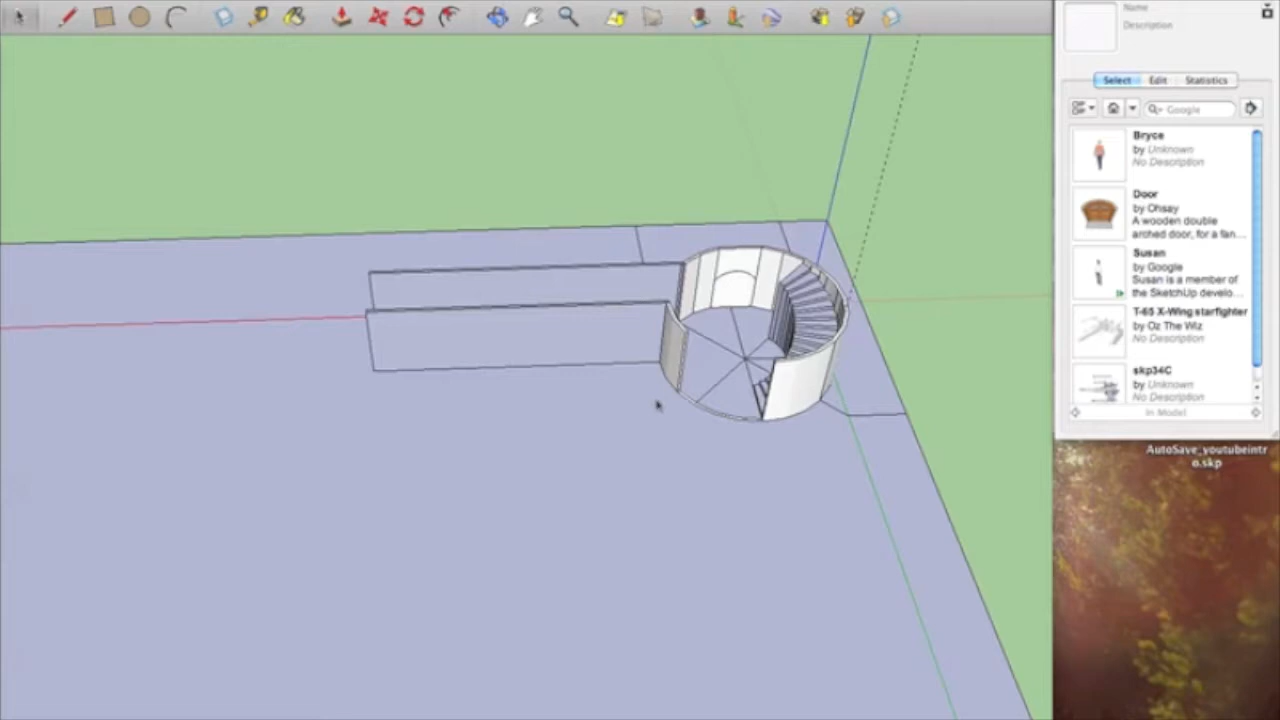 Name
Description
Select Edit Statistics
Google
Bryce
by Unknown
No Description
Door
by Ohsay
A wooden double
arched door, for a fan...
Susan
by Google
Susan is a member of
the SketchUp develo...
T-65 X-Wing starfighter
by Oz The Wiz
No Description
skp34C
by Unknown
No Description
In Model
AutoSave_youtubeintr
o.skp